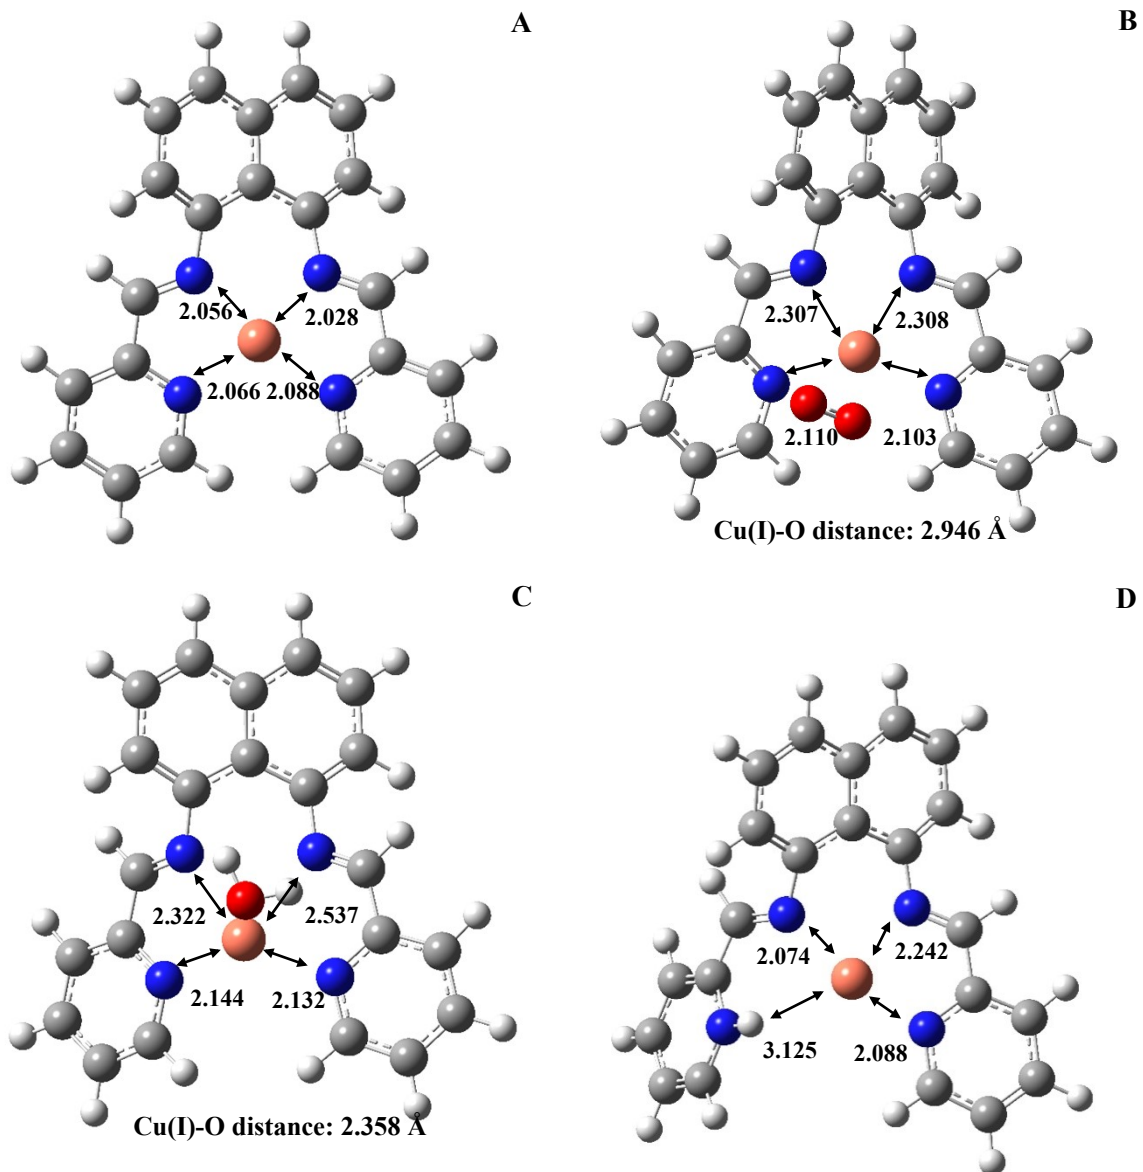 A
B
2.056
2.028
2.066 2.088
2.307
2.308
2.110
2.103
Cu(I)-O distance: 2.946 Å
C
D
2.322
2.537
2.144
2.132
Cu(I)-O distance: 2.358 Å
2.074
2.242
3.125
2.088